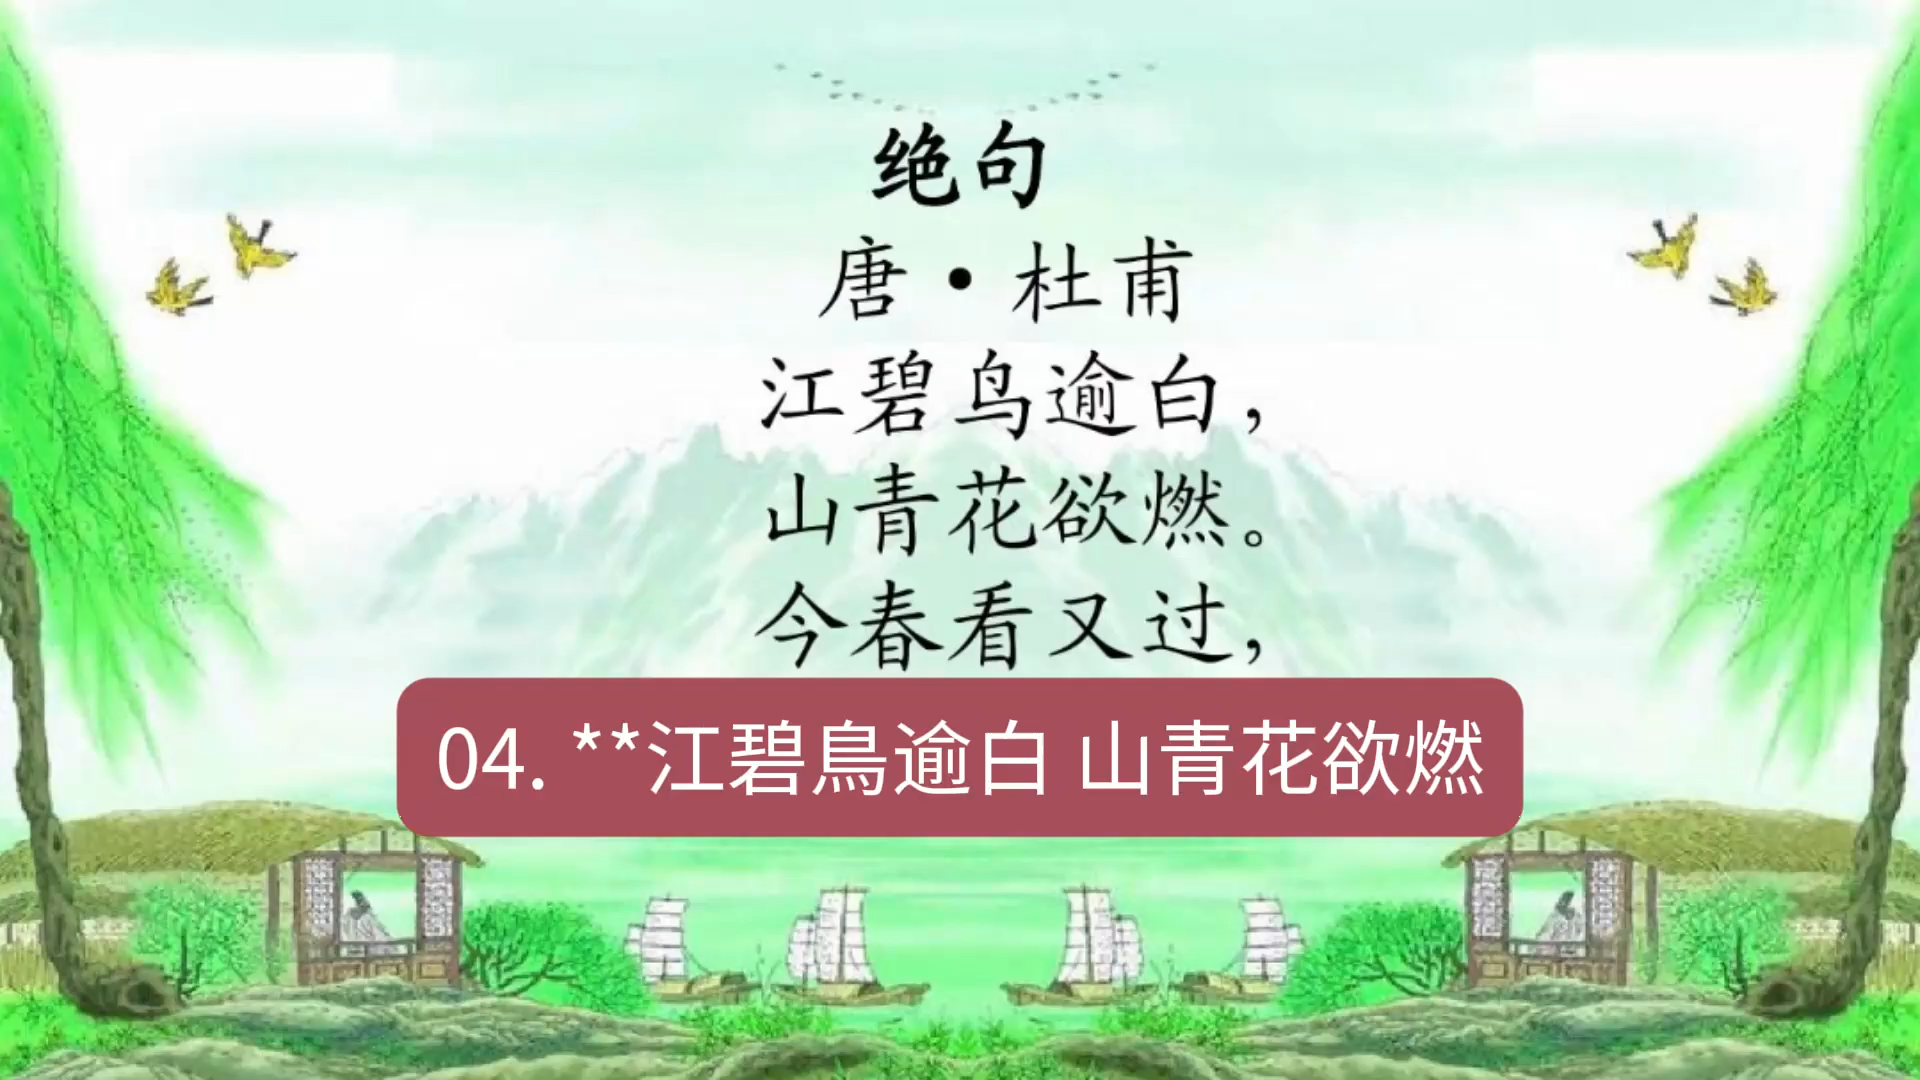 绝句
唐·杜甫
江碧鸟逾白，
山青花欲燃。
今春看又过，
04. **江碧鳥逾白 山青花欲燃